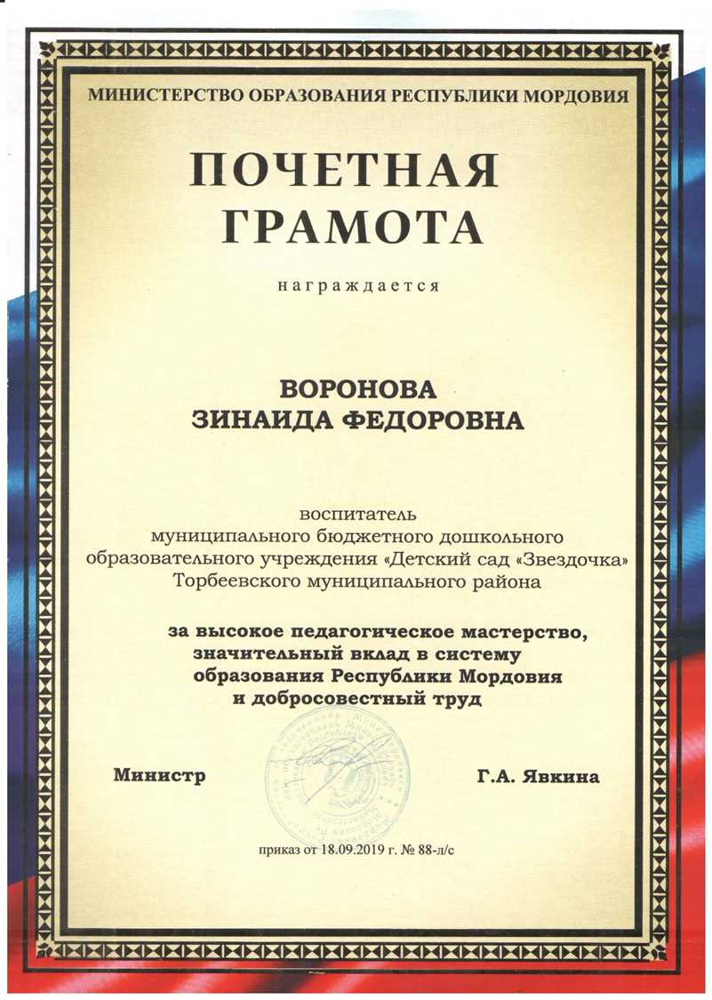 МИНИСТЕРСТВО ОБРАЗОВАНИЯ РЕСПУБЛИКИ МОРДОВИЯ
ПОЧЕТНАЯ
ГРАМОТА
награждается
ВОРОНОВА
ЗИНАИДА ФЕДОРОВНА
воспитатель
муниципального бюджетного дошкольного
образовательного учреждения «Детский сад «Звездочка»
Торбеевского муниципального района
за высокое педагогическое мастерство,
значительный вклад в систему
образования Республики Мордовия
и добросовестный труд
Министр Г.А. Явкина
приказ от 18.09.2019 г. № 88-л/с